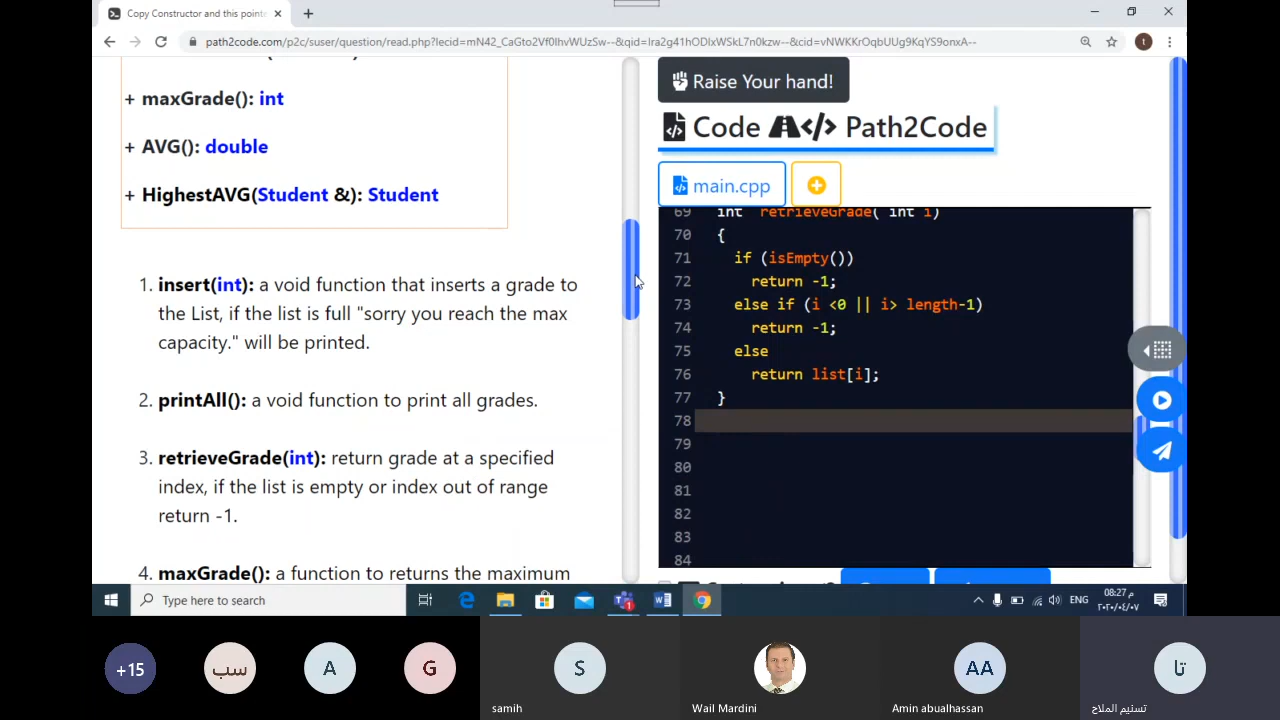 Copy Constructor and this pointe
path2code.com/p2c/suser/question/read.php?lecid=mN42_CaGto2Vf0IhvWUzSw--&qid=Ira2g41hODlxWSkL7n0kzw--&cid=vNWKKrOqbUUg9KqYS9onxA--
+ maxGrade(): int
+ AVG(): double
+ HighestAVG(Student &): Student
1. insert(int): a void function that inserts a grade to
the List, if the list is full "sorry you reach the max
capacity." will be printed.
2. printAll(): a void function to print all grades.
3. retrieveGrade(int): return grade at a specified
index, if the list is empty or index out of range
return -1.
4. maxGrade(): a function to returns the maximum
Raise Your hand!
Code </> Path2Code
main.cpp
69 int retrieveGrade( int i)
70 {
71 if (isEmpty())
72 return -1;
73 else if (i <0 || i> length-1)
74 return -1;
75 else
76 return list[i];
77 }
78
79
80
81
82
83
84
Type here to search
ENG
08:27 م
٢٠٢٠/٠٤/٠٧
+15
سب
A
G
S
samih
Wail Mardini
AA
Amin abualhassan
تا
تسنيم الملاح